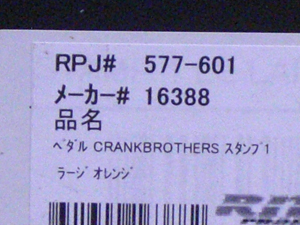 RPJ# 577-601
ﾒｰｶｰ# 16388
品名
ﾍﾟﾀﾞﾙ CRANKBROTHERS ｽﾀﾝﾌﾟ1
ﾗｰｼﾞ ｵﾚﾝｼﾞ